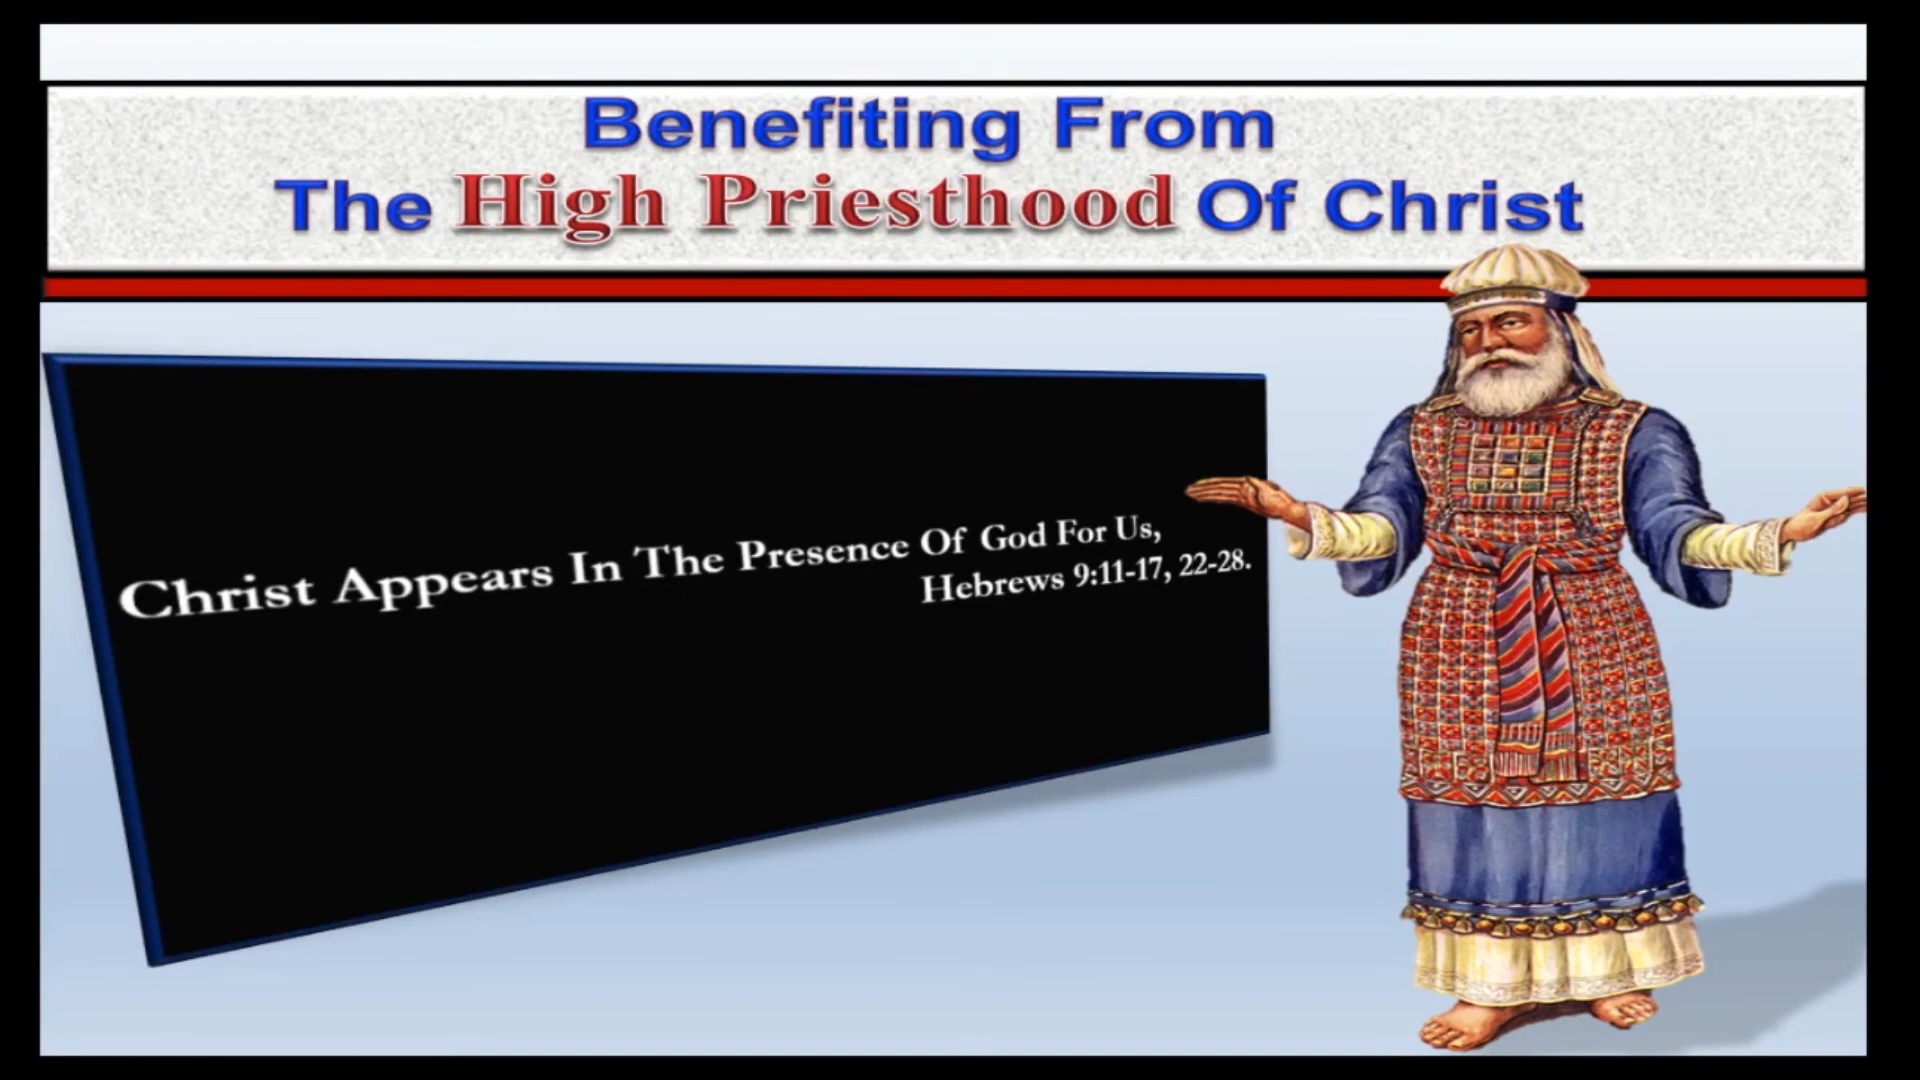 Benefiting From
The High Priesthood Of Christ
Christ Appears In The Presence Of God For Us,
Hebrews 9:11-17, 22-28.